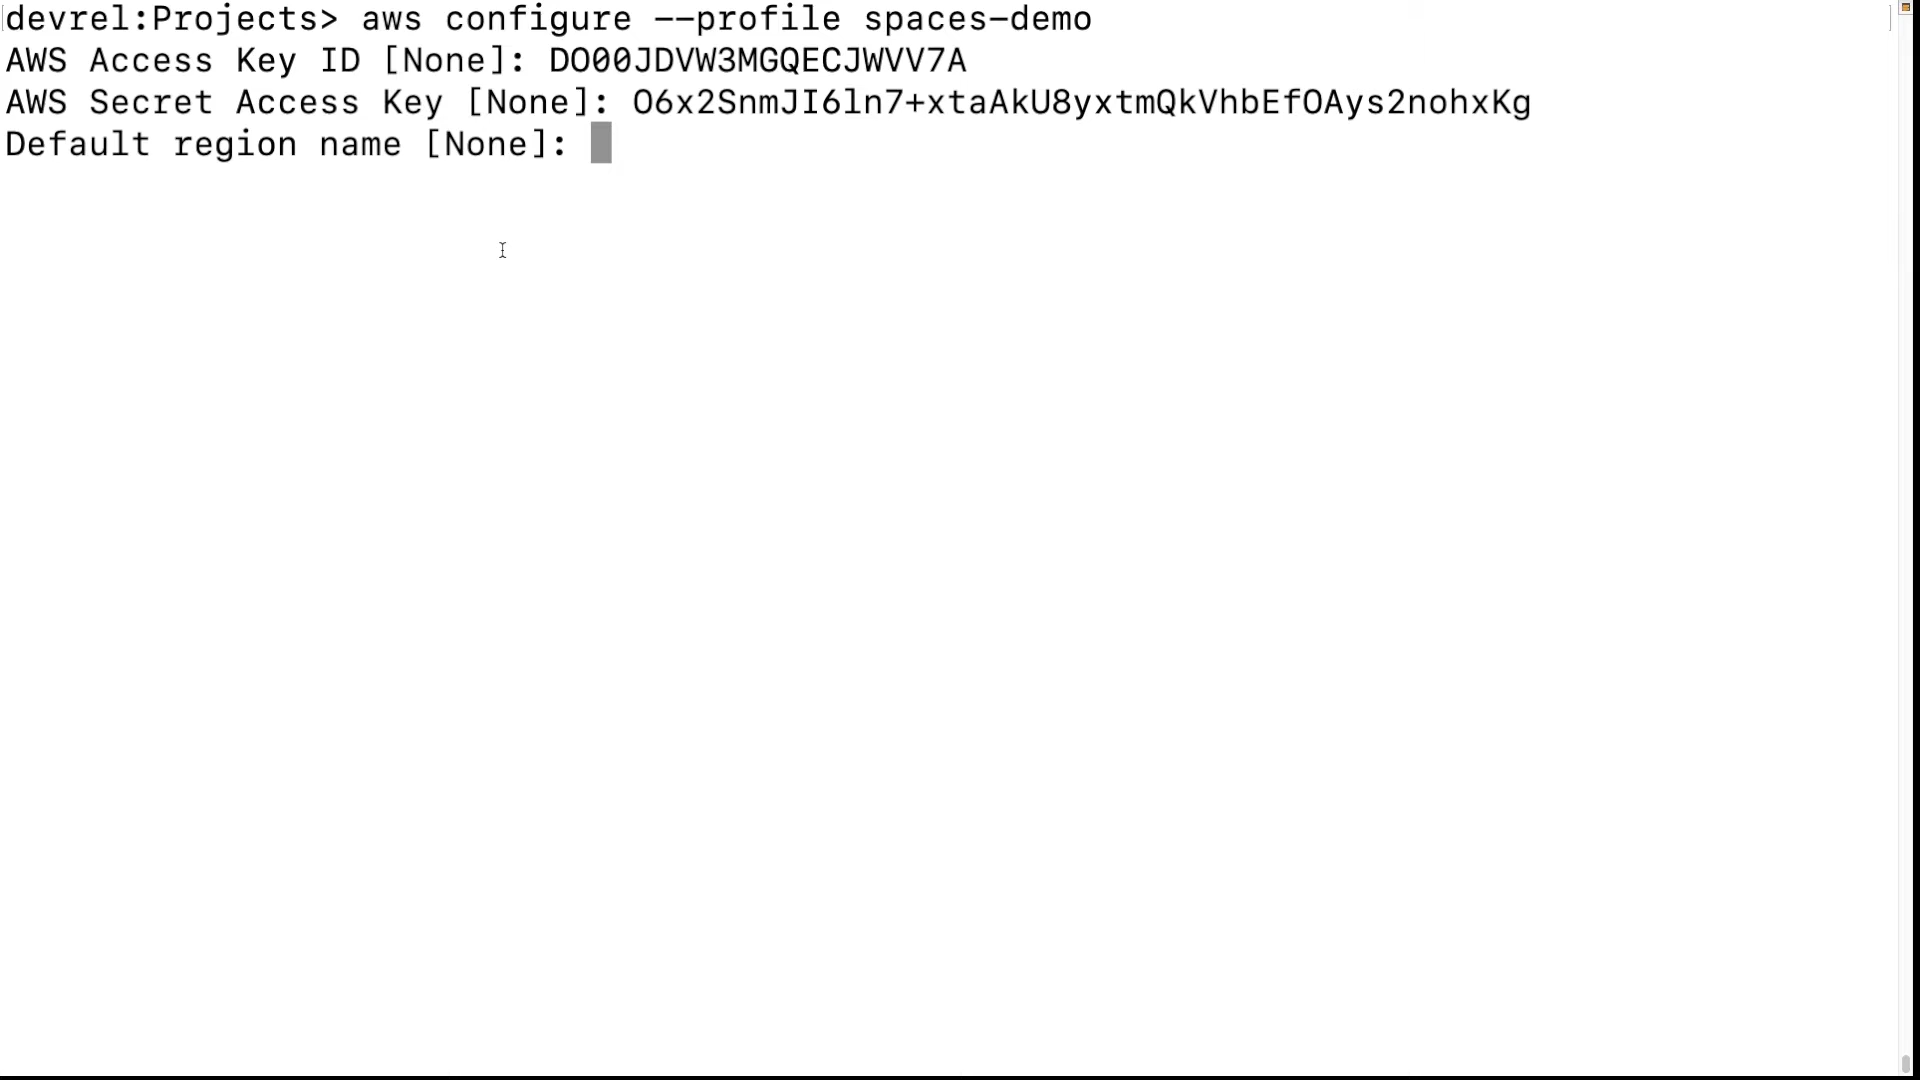 devrel:Projects> aws configure --profile spaces-demo
AWS Access Key ID [None]: DO00JDVW3MGQECJWVV7A
AWS Secret Access Key [None]: O6x2SnmJI6ln7+xtaAkU8yxtmQkVhbEfOAys2nohxKg
Default region name [None]: